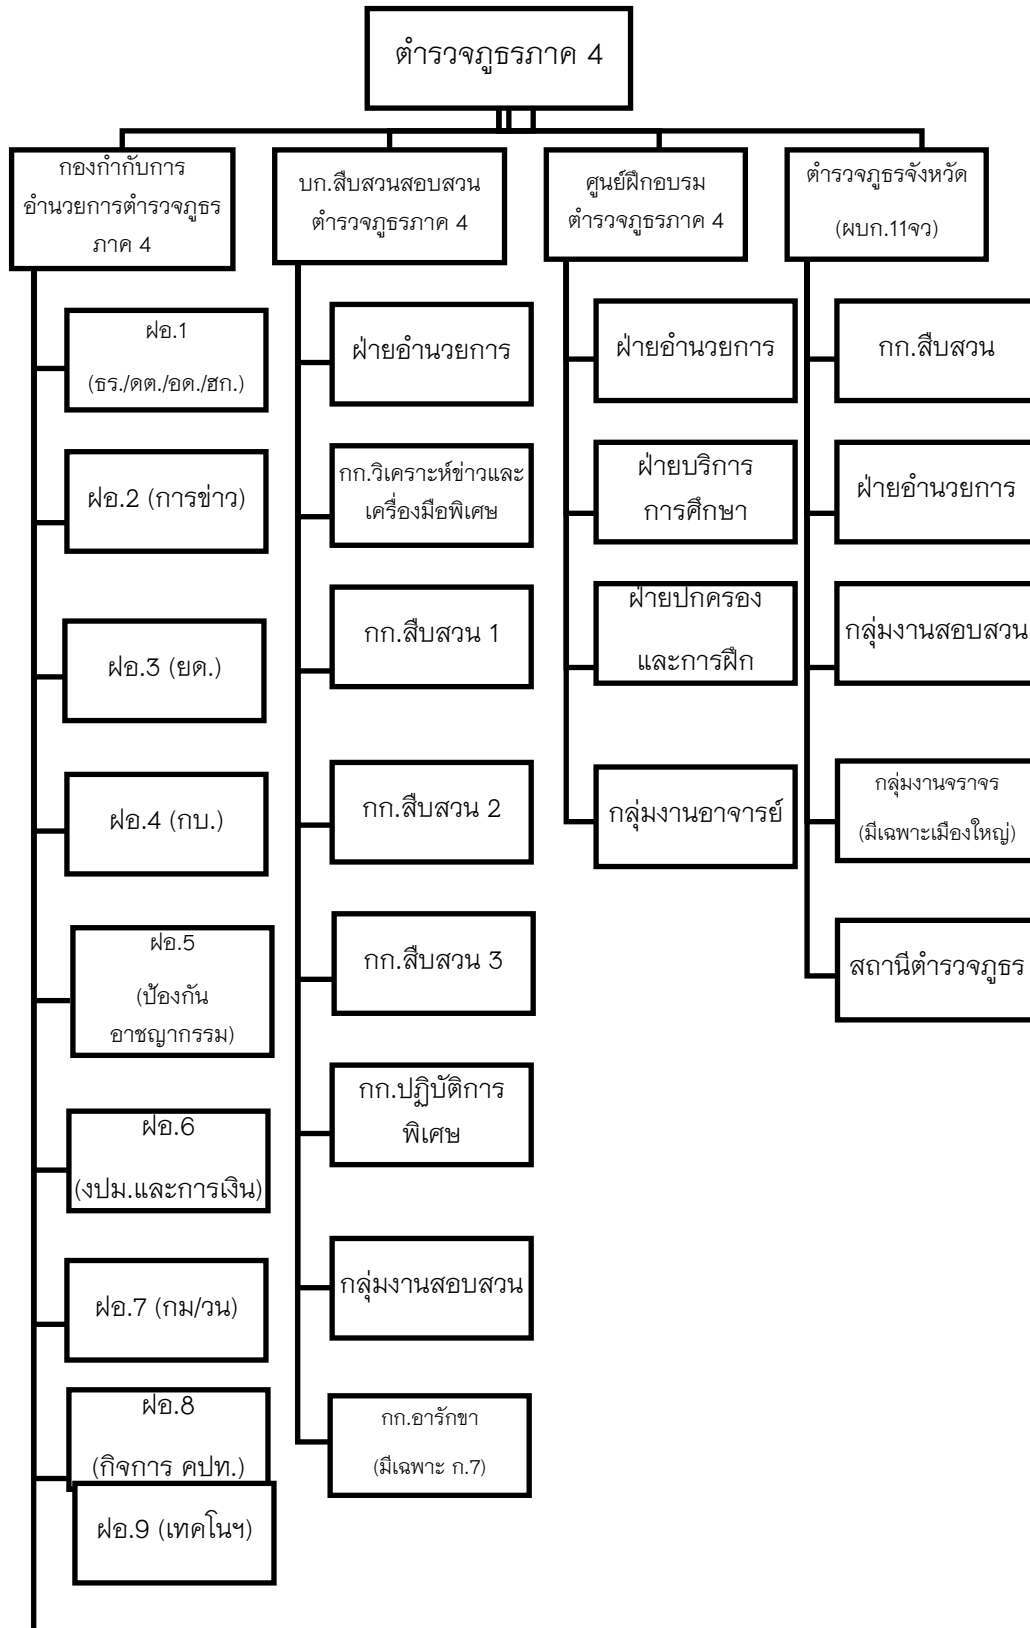 ตำรวจภูธรภาค 4
กองกำกับการ
อำนวยการตำรวจภูธร
ภาค 4
ฝอ.1
(ธร./ดต./อด./ฮก.)
ฝอ.2 (การข่าว)
ฝอ.3 (ยด.)
ฝอ.4 (กบ.)
ฝอ.5
(ป้องกัน
อาชญากรรม)
ฝอ.6
(งปม.และการเงิน)
ฝอ.7 (กม/วน)
ฝอ.8
(กิจการ คปท.)
ฝอ.9 (เทคโนฯ)
บก.สืบสวนสอบสวน
ตำรวจภูธรภาค 4
ฝ่ายอำนวยการ
กก.วิเคราะห์ข่าวและ
เครื่องมือพิเศษ
กก.สืบสวน 1
กก.สืบสวน 2
กก.สืบสวน 3
กก.ปฏิบัติการ
พิเศษ
กลุ่มงานสอบสวน
กก.อารักขา
(มีเฉพาะ ก.7)
ศูนย์ฝึกอบรม
ตำรวจภูธรภาค 4
ฝ่ายอำนวยการ
ฝ่ายบริการ
การศึกษา
ฝ่ายปกครอง
และการฝึก
กลุ่มงานอาจารย์
ตำรวจภูธรจังหวัด
(ผบก.11จว)
กก.สืบสวน
ฝ่ายอำนวยการ
กลุ่มงานสอบสวน
กลุ่มงานจราจร
(มีเฉพาะเมืองใหญ่)
สถานีตำรวจภูธร